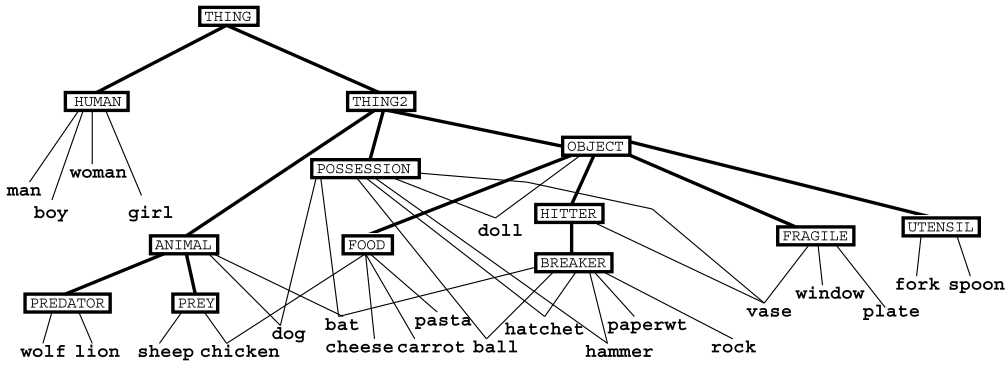 THING
HUMAN
THING2
OBJECT
POSSESSION
woman
man
boy
girl
doll
HITTER
ANIMAL
FOOD
FRAGILE
UTENSIL
BREAKER
fork spoon
window
PREDATOR
PREY
vase
plate
dog
bat
pasta
hatchet
paperwt
wolf lion
sheep chicken
cheese carrot
ball
hammer
rock